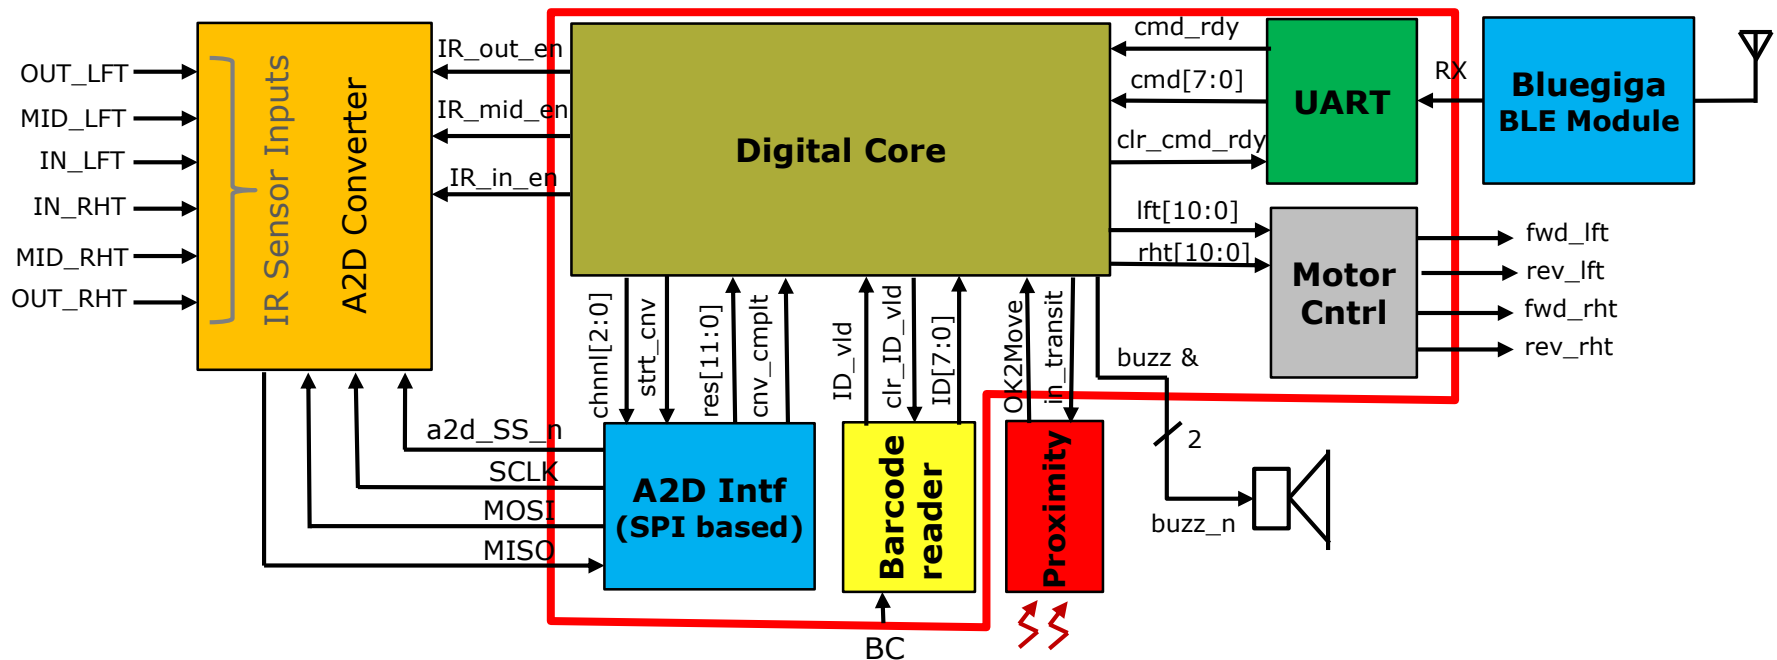 OUT_LFT
MID_LFT
IN_LFT
IN_RHT
MID_RHT
OUT_RHT
IR Sensor Inputs
A2D Converter
IR_out_en
IR_mid_en
IR_in_en
Digital Core
cmd_rdy
cmd[7:0]
clr_cmd_rdy
UART
RX
Bluegiga
BLE Module
lft[10:0]
rht[10:0]
Motor
Cntrl
fwd_lft
rev_lft
fwd_rht
rev_rht
chnnl[2:0]
strt_cnv
res[11:0]
cnv_cmplt
ID_vld
clr_ID_vld
ID[7:0]
OK2Move
in_transit
buzz &
2
buzz_n
a2d_SS_n
SCLK
MOSI
MISO
A2D Intf
(SPI based)
Barcode
reader
Proximity
BC